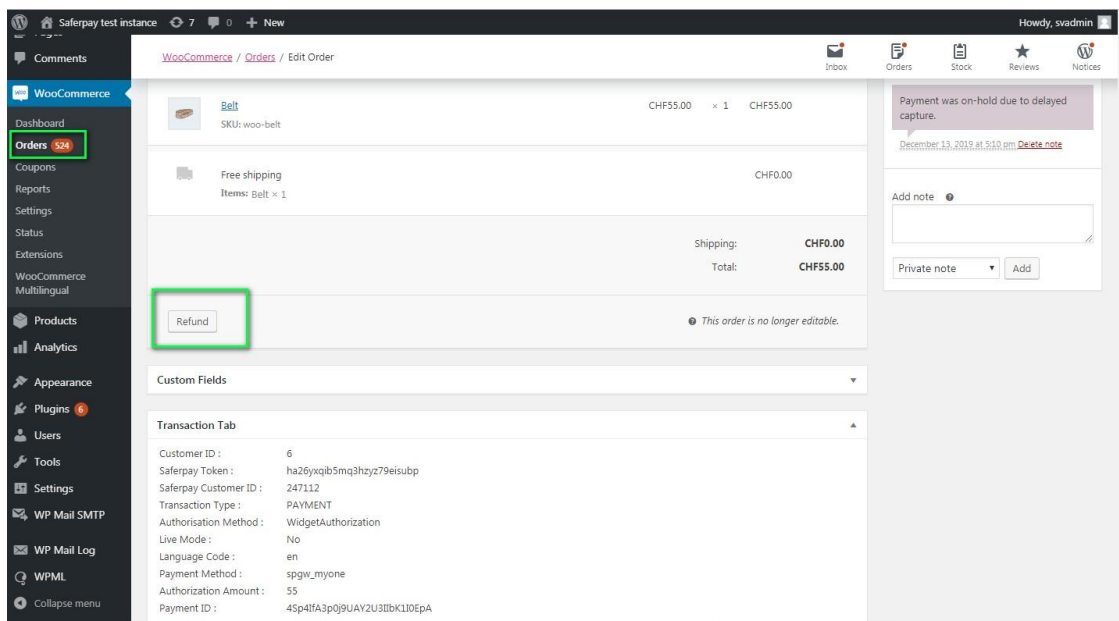 Saferpay test instance 7 0 + New
Howdy, svadmin
Comments
WooCommerce
Dashboard
Orders 524
Coupons
Reports
Settings
Status
Extensions
WooCommerce
Multilingual
Products
Analytics
Appearance
Plugins 6
Users
Tools
Settings
WP Mail SMTP
WP Mail Log
WPML
Collapse menu
WooCommerce / Orders / Edit Order
Inbox
Orders
Stock
Reviews
Notices
Belt CHF55.00 × 1 CHF55.00
SKU: woo-belt
Free shipping CHF0.00
Items: Belt × 1
Shipping: CHF0.00
Total: CHF55.00
Refund
This order is no longer editable.
Custom Fields
Transaction Tab
Customer ID : 6
Saferpay Token : ha26yxqib5mq3hzyz79eisubp
Saferpay Customer ID : 247112
Transaction Type : PAYMENT
Authorisation Method : WidgetAuthorization
Live Mode : No
Language Code : en
Payment Method : spgw_myone
Authorization Amount : 55
Payment ID : 4Sp4IfA3p0j9UAY2U3IIbK1I0EpA
Payment was on-hold due to delayed
capture.
December 13, 2019 at 5:10 pm Delete note
Add note
Private note
Add